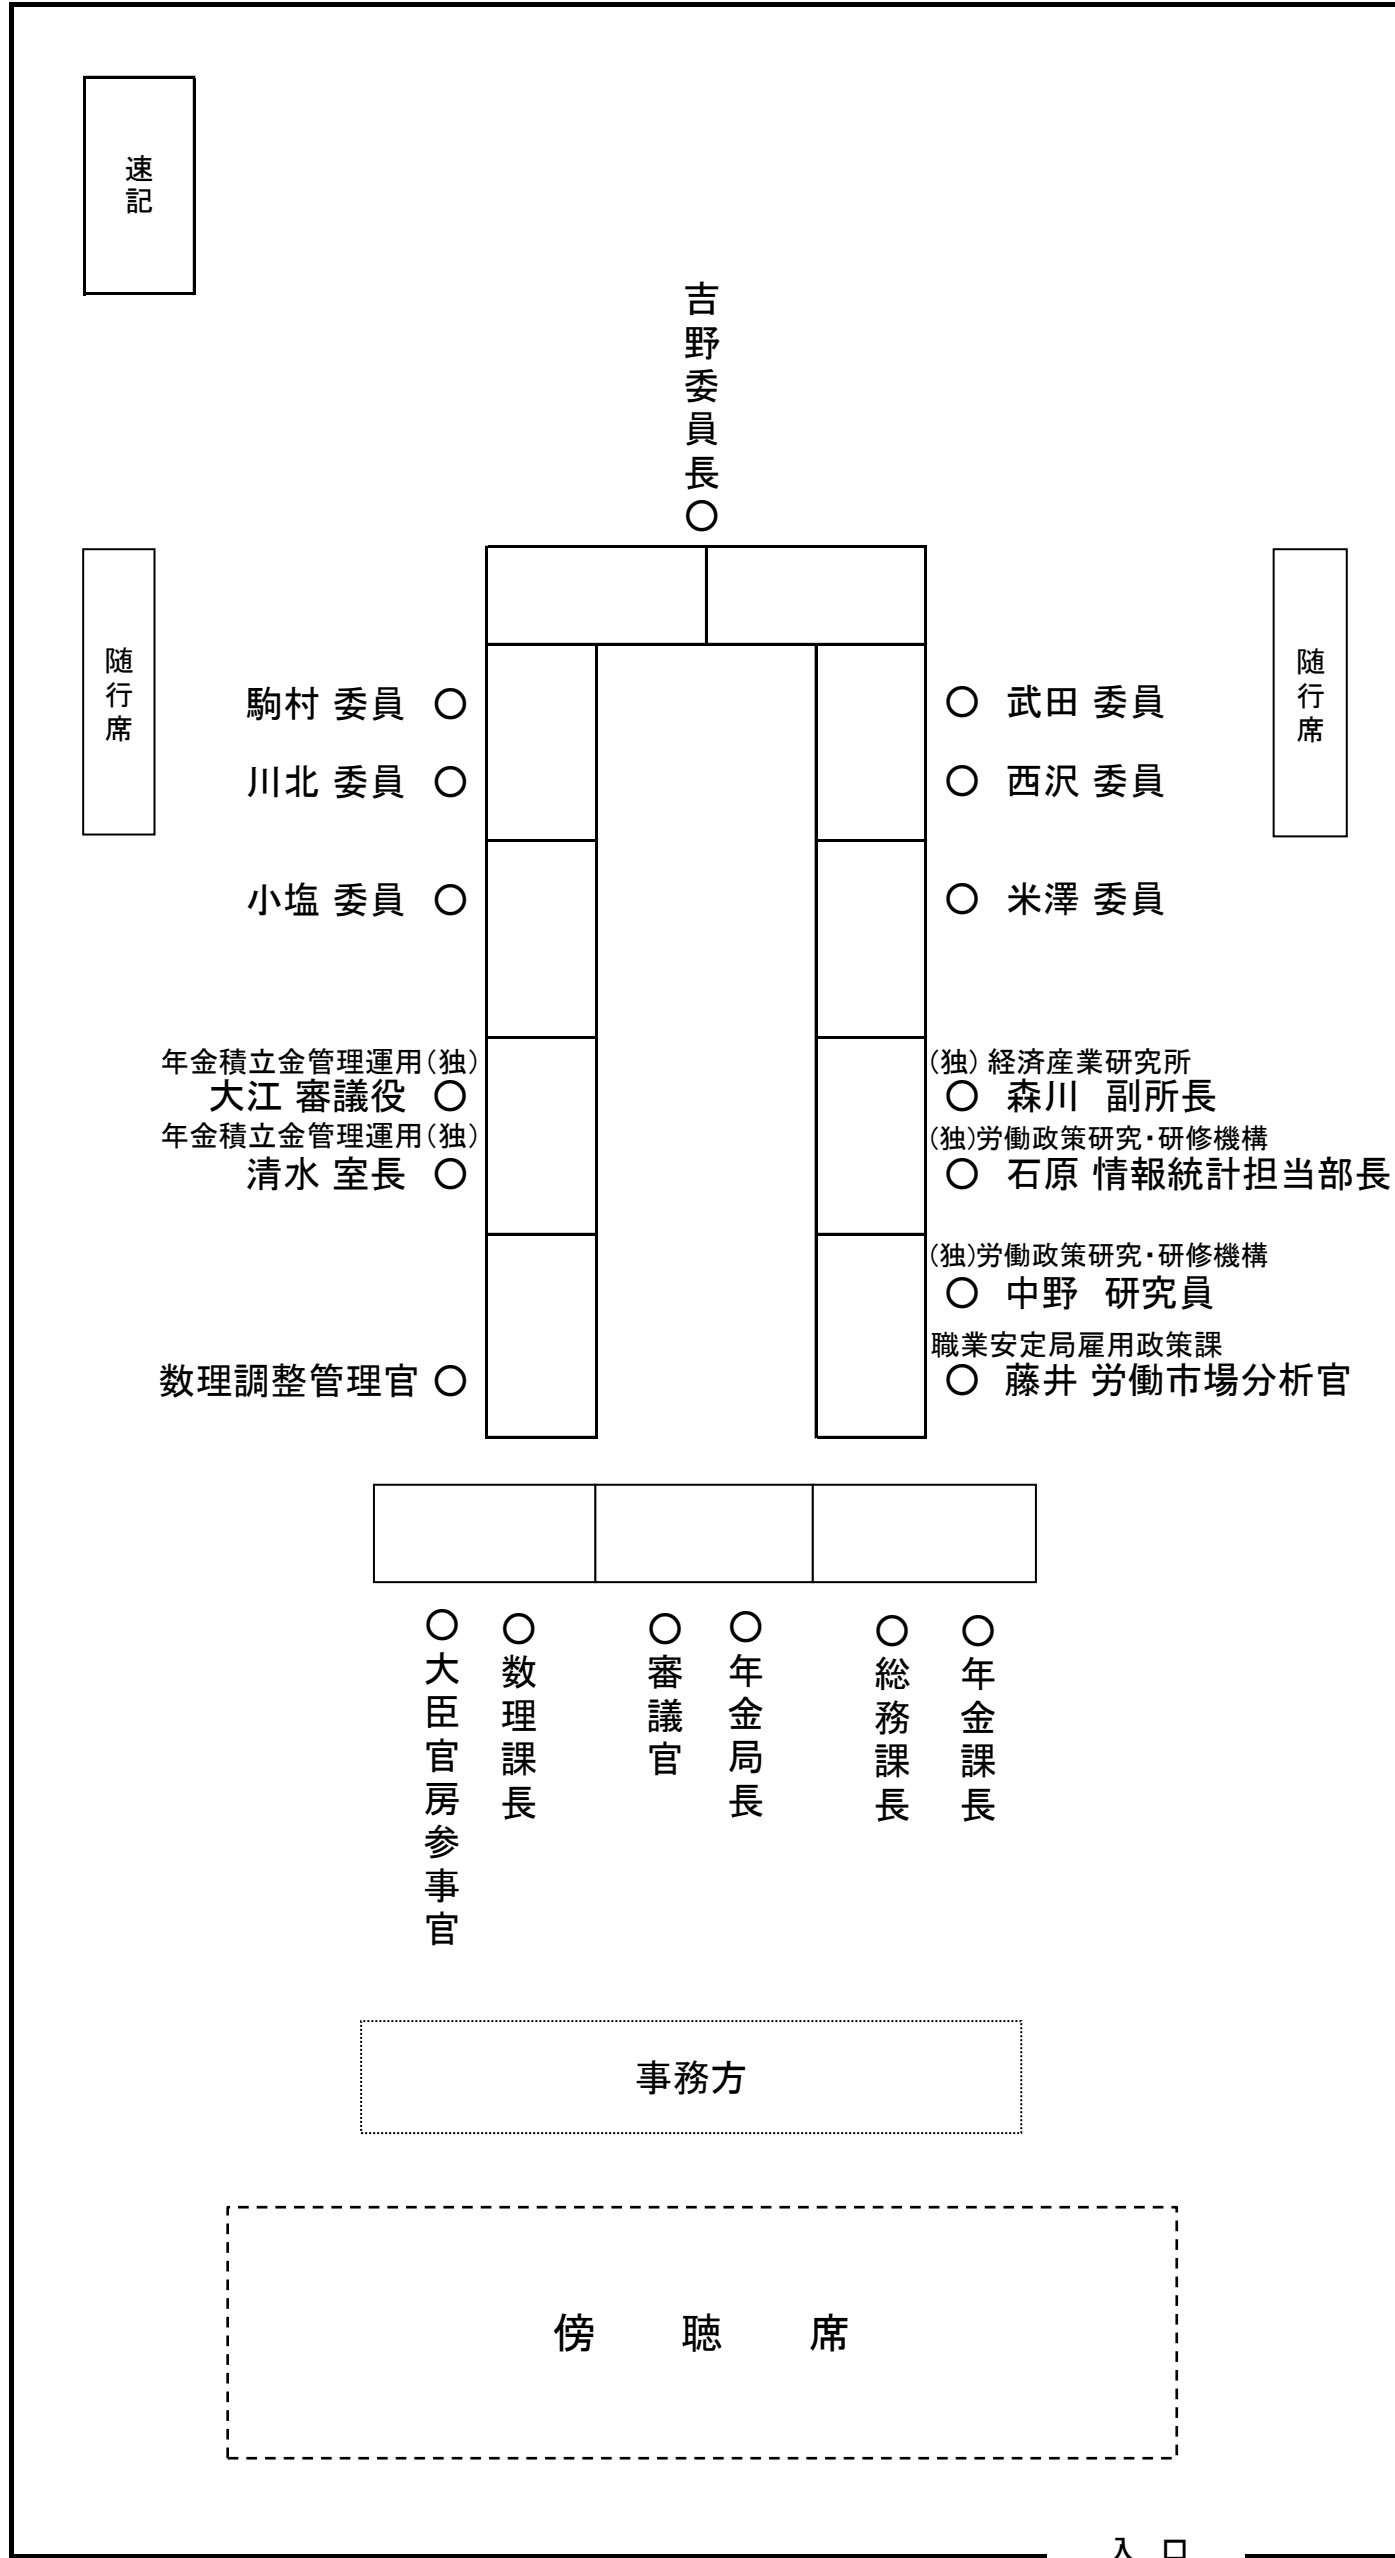 速記
吉野委員長○
随行席
随行席
駒村 委員 ○
○ 武田 委員
川北 委員 ○
○ 西沢 委員
小塩 委員 ○
○ 米澤 委員
年金積立金管理運用(独)
大江 審議役 ○
年金積立金管理運用(独)
清水 室長 ○
(独) 経済産業研究所
○ 森川 副所長
(独)労働政策研究・研修機構
○ 石原 情報統計担当部長
(独)労働政策研究・研修機構
○ 中野 研究員
数理調整管理官 ○
職業安定局雇用政策課
○ 藤井 労働市場分析官
○大臣官房参事官
○数理課長
○審議官
○年金局長
○総務課長
○年金課長
事務方
傍 聴 席
入 口